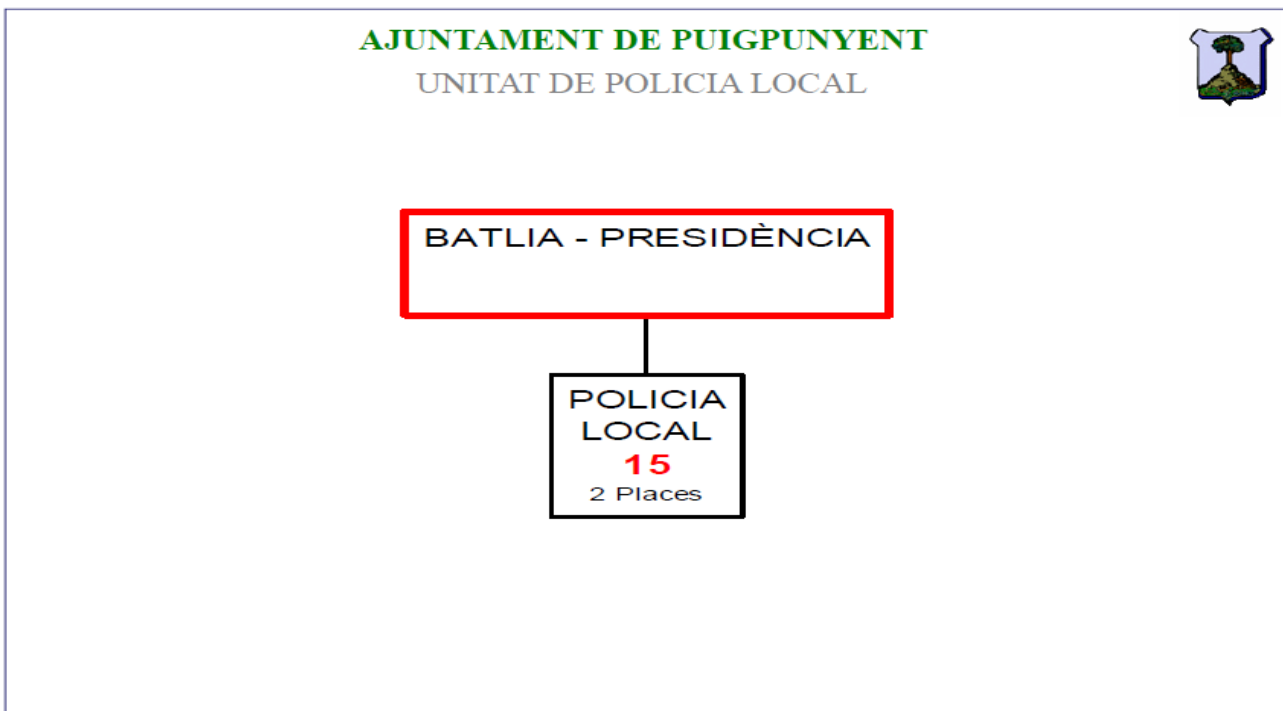 AJUNTAMENT DE PUIGPUNYENT
UNITAT DE POLICIA LOCAL
BATLIA - PRESIDÈNCIA
POLICIA
LOCAL
15
2 Places